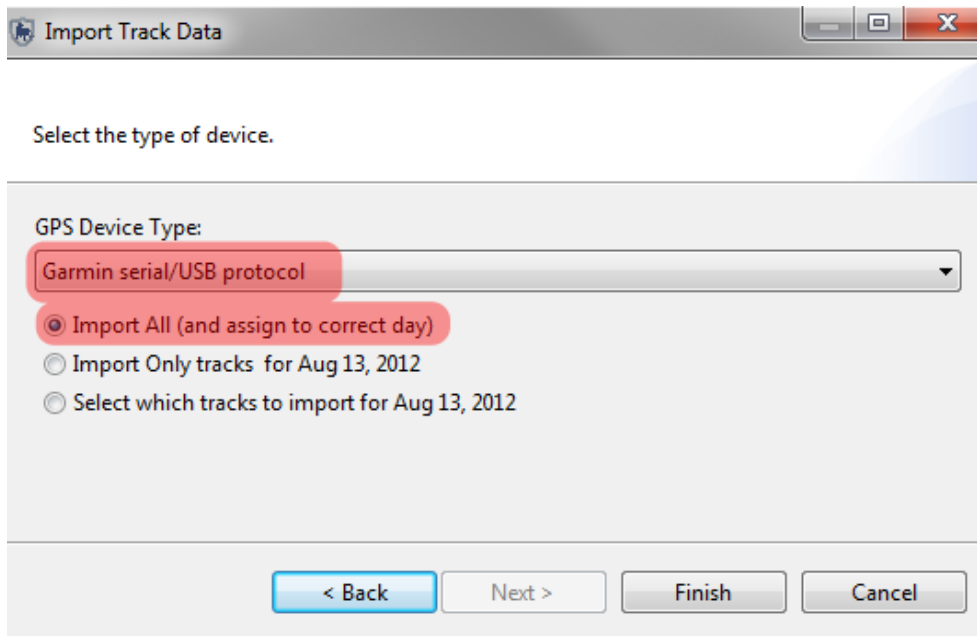 Import Track Data
Select the type of device.
GPS Device Type:
Garmin serial/USB protocol
Import All (and assign to correct day)
Import Only tracks for Aug 13, 2012
Select which tracks to import for Aug 13, 2012
< Back Next > Finish Cancel